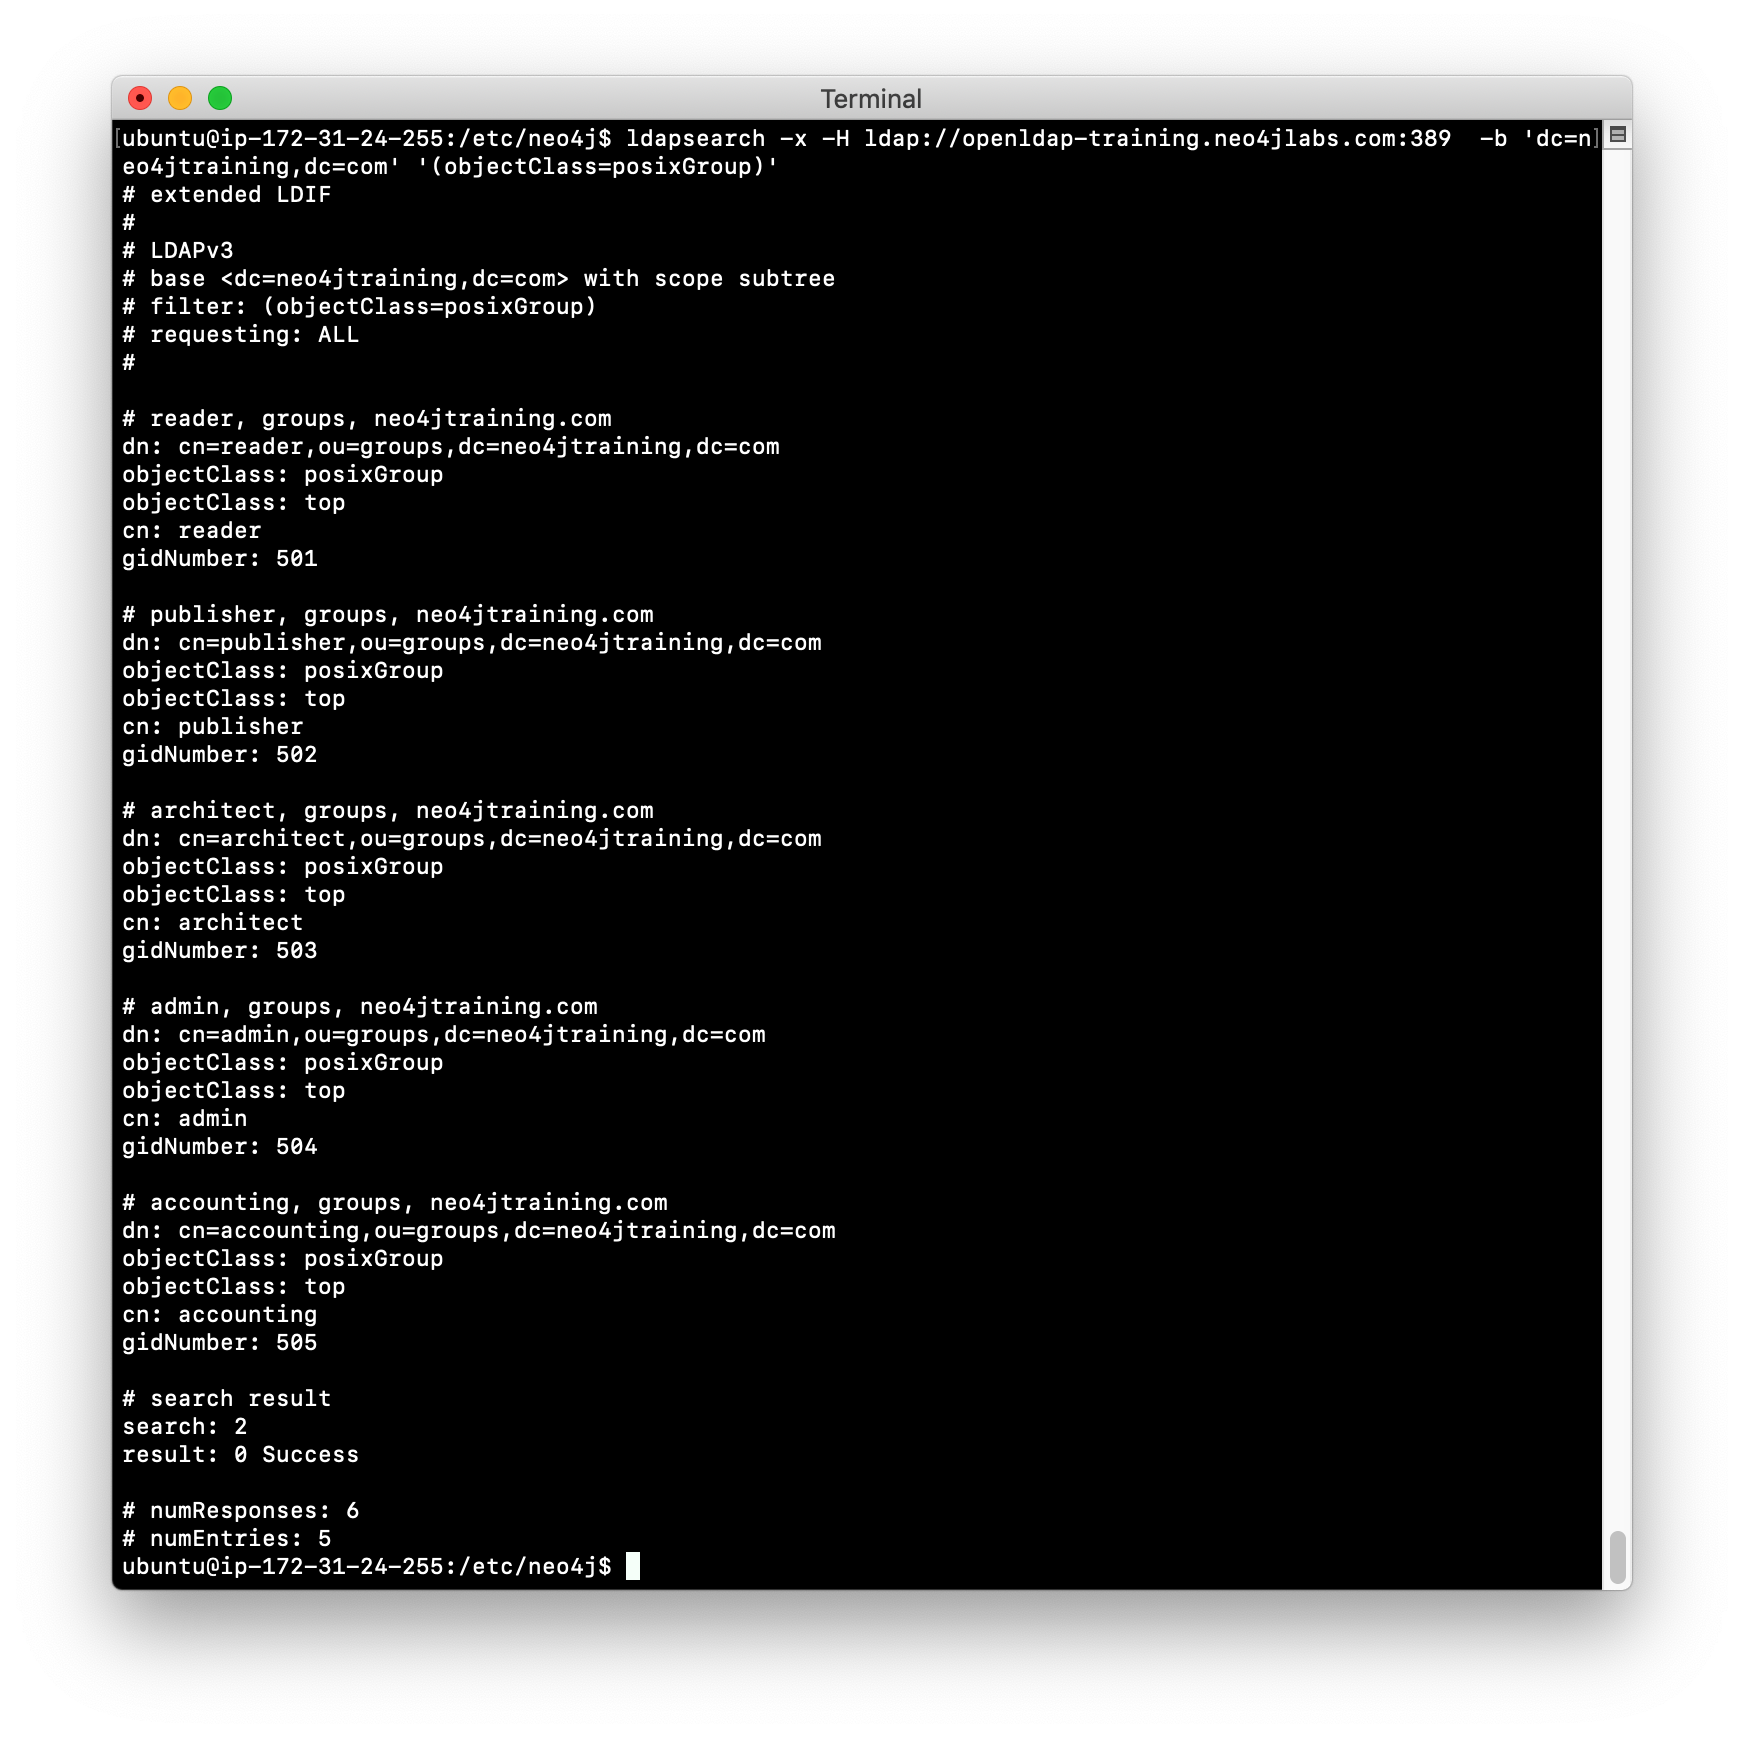 Terminal
ubuntu@ip-172-31-24-255:/etc/neo4j$ ldapsearch -x -H ldap://openldap-training.neo4jlabs.com:389  -b 'dc=n
eo4jtraining,dc=com' '(objectClass=posixGroup)'
# extended LDIF
#
# LDAPv3
# base <dc=neo4jtraining,dc=com> with scope subtree
# filter: (objectClass=posixGroup)
# requesting: ALL
#

# reader, groups, neo4jtraining.com
dn: cn=reader,ou=groups,dc=neo4jtraining,dc=com
objectClass: posixGroup
objectClass: top
cn: reader
gidNumber: 501

# publisher, groups, neo4jtraining.com
dn: cn=publisher,ou=groups,dc=neo4jtraining,dc=com
objectClass: posixGroup
objectClass: top
cn: publisher
gidNumber: 502

# architect, groups, neo4jtraining.com
dn: cn=architect,ou=groups,dc=neo4jtraining,dc=com
objectClass: posixGroup
objectClass: top
cn: architect
gidNumber: 503

# admin, groups, neo4jtraining.com
dn: cn=admin,ou=groups,dc=neo4jtraining,dc=com
objectClass: posixGroup
objectClass: top
cn: admin
gidNumber: 504

# accounting, groups, neo4jtraining.com
dn: cn=accounting,ou=groups,dc=neo4jtraining,dc=com
objectClass: posixGroup
objectClass: top
cn: accounting
gidNumber: 505

# search result
search: 2
result: 0 Success

# numResponses: 6
# numEntries: 5
ubuntu@ip-172-31-24-255:/etc/neo4j$